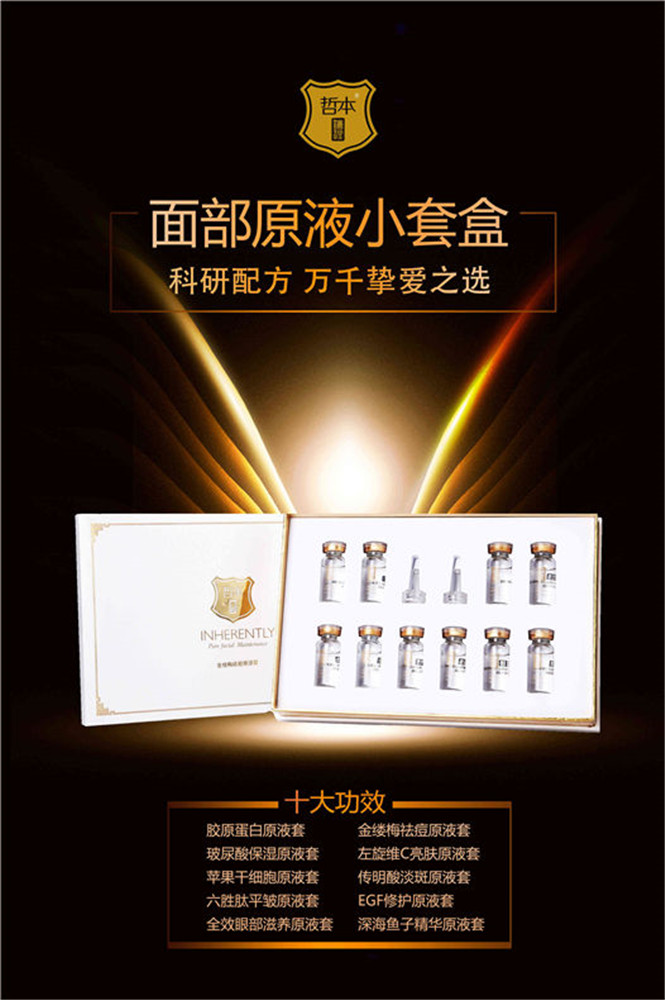 哲本
面部原液小套盒
科研配方 万千挚爱之选
INHERENTLY
Pure facial Maintenance
十大功效
胶原蛋白原液套
金缕梅祛痘原液套
玻尿酸保湿原液套
左旋维C亮肤原液套
苹果干细胞原液套
传明酸淡斑原液套
六胜肽平皱原液套
EGF修护原液套
全效眼部滋养原液套
深海鱼子精华原液套